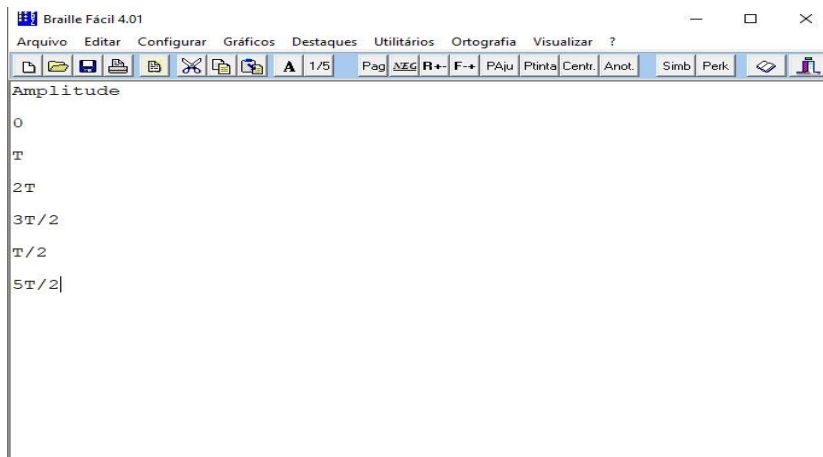 Braille Fácil 4.01
Arquivo Editar Configurar Gráficos Destaques Utilitários Ortografia Visualizar ?
A 1/5 Pag NEG R+- F-+ PAju Ptinta Centr. Anot. Simb Perk
Amplitude
0
T
2T
3T/2
T/2
5T/2